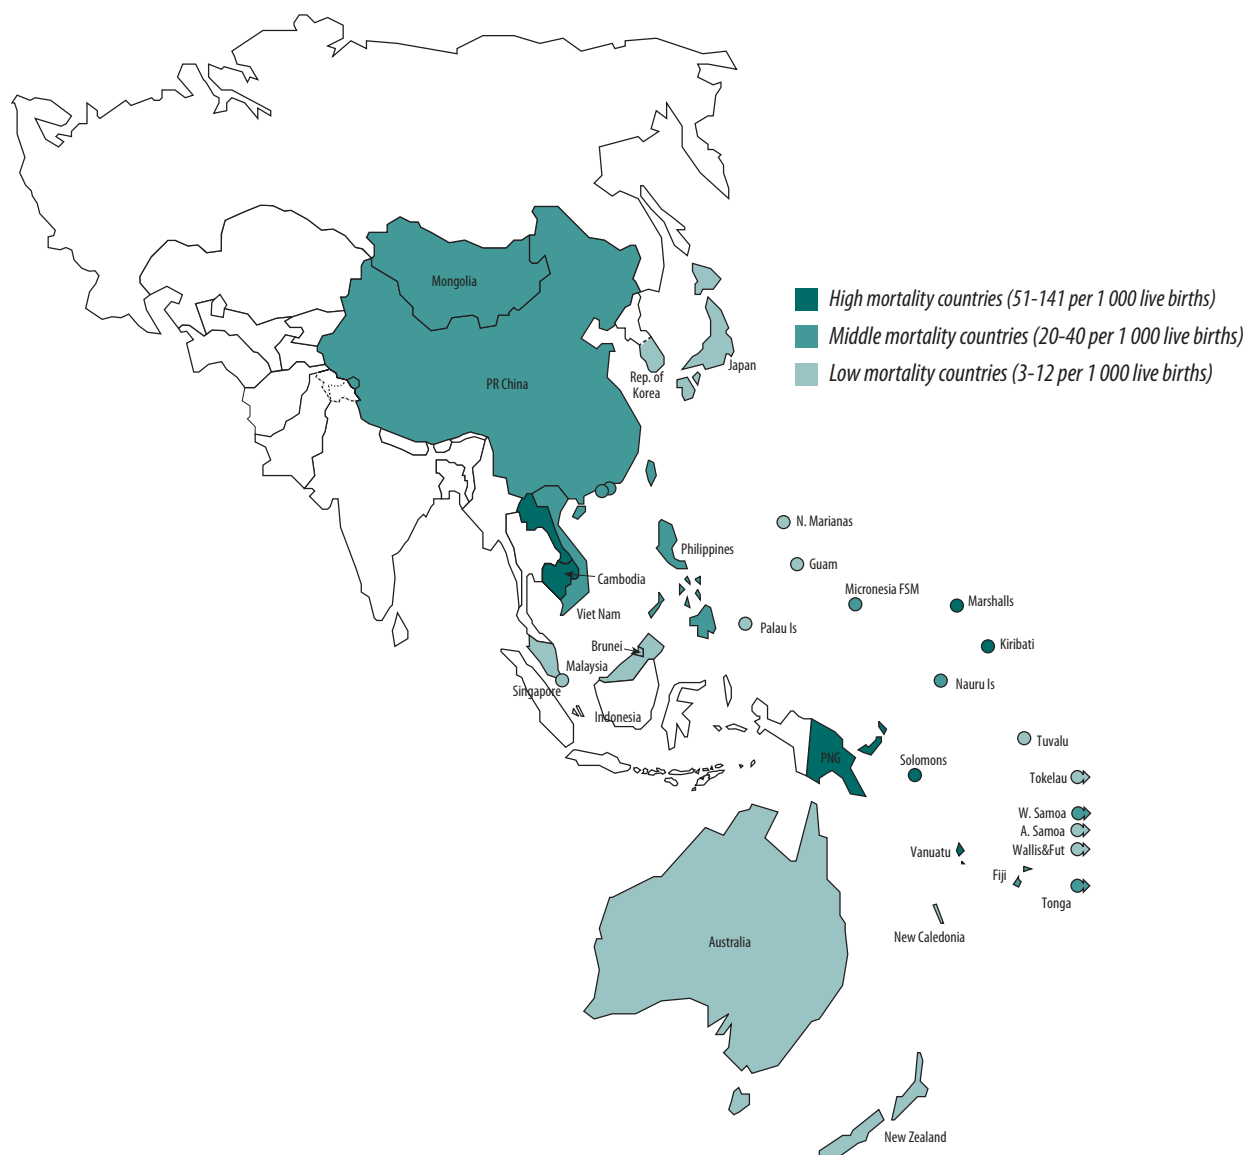 Mongolia
High mortality countries (51-141 per 1 000 live births)
Middle mortality countries (20-40 per 1 000 live births)
Low mortality countries (3-12 per 1 000 live births)
Japan
Rep. of
Korea
PR China
N. Marianas
Philippines
Guam
Cambodia
Micronesia FSM
Marshalls
Viet Nam
Palau Is
Brunei
Kiribati
Malaysia
Singapore
Nauru Is
Indonesia
Tuvalu
PNG
Solomons
Tokelau
W. Samoa
A. Samoa
Vanuatu
Wallis&Fut
Fiji
Tonga
New Caledonia
Australia
New Zealand